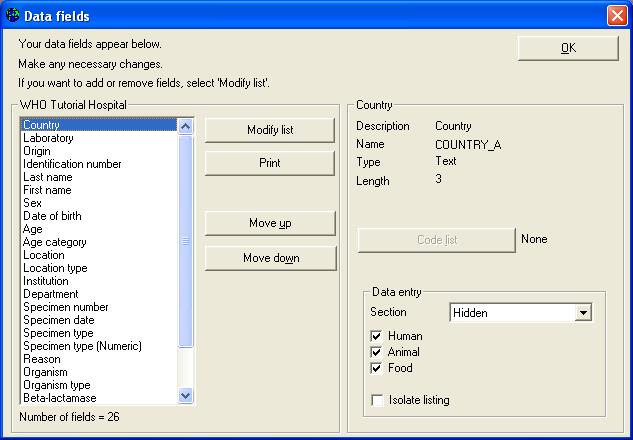 Data fields
Your data fields appear below.
Make any necessary changes.
If you want to add or remove fields, select 'Modify list'.
OK
WHO Tutorial Hospital
Country
Laboratory
Origin
Identification number
Last name
First name
Sex
Date of birth
Age
Age category
Location
Location type
Institution
Department
Specimen number
Specimen date
Specimen type
Specimen type (Numeric)
Reason
Organism
Organism type
Beta-lactamase
Number of fields = 26
Modify list
Print
Move up
Move down
Country
Description Country
Name COUNTRY_A
Type Text
Length 3
Code list None
Data entry
Section Hidden
Human
Animal
Food
Isolate listing